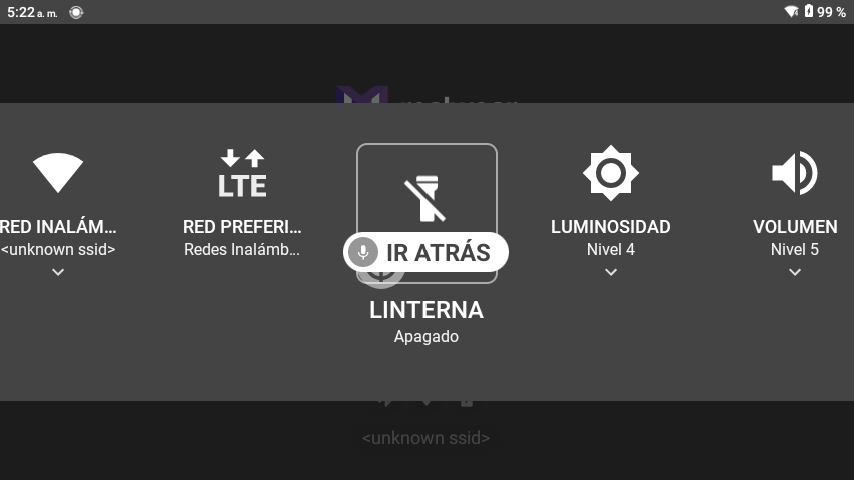 5:22 a. m.
99 %
LTE
RED INALÁM...
RED PREFERI...
LUMINOSIDAD
VOLUMEN
<unknown ssid>
Redes Inalámb...
Nivel 4
Nivel 5
IR ATRÁS
LINTERNA
Apagado
<unknown ssid>